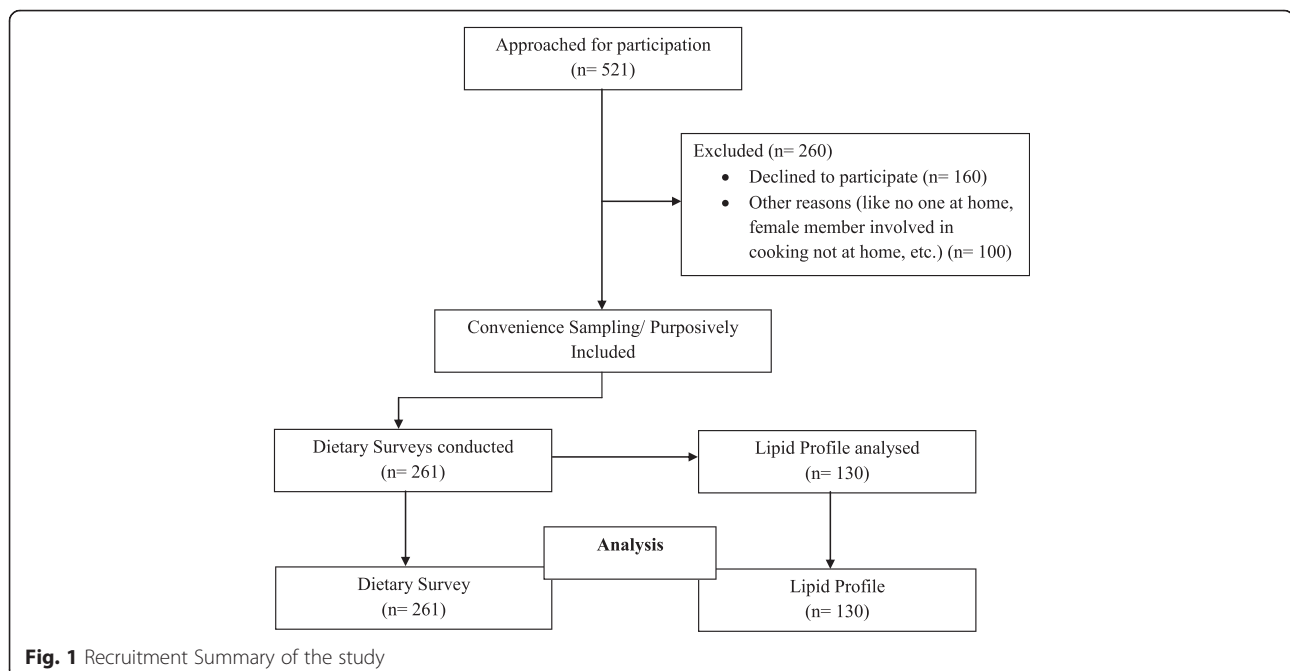 Approached for participation
(n= 521)
Excluded (n= 260)
• Declined to participate (n= 160)
• Other reasons (like no one at home,
female member involved in
cooking not at home, etc.) (n= 100)
Convenience Sampling/ Purposively
Included
Dietary Surveys conducted
(n= 261)
Lipid Profile analysed
(n= 130)
Analysis
Dietary Survey
(n= 261)
Lipid Profile
(n= 130)
Fig. 1 Recruitment Summary of the study